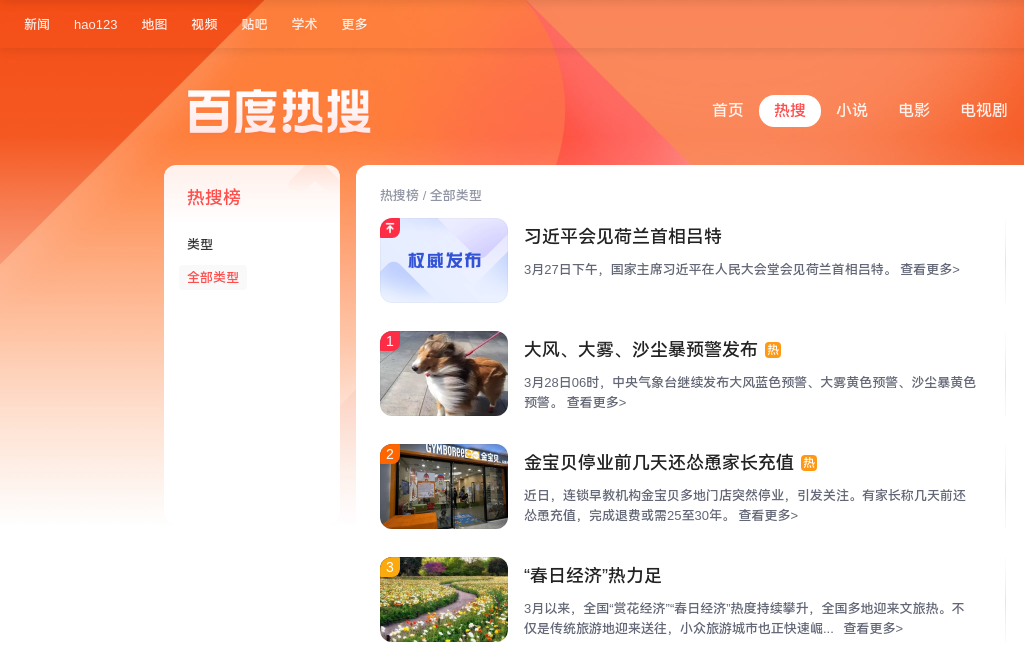 新闻 hao123 地图 视频 贴吧 学术 更多
百度热搜
首页 热搜 小说 电影 电视剧
热搜榜
类型
全部类型
热搜榜 / 全部类型
权威发布
习近平会见荷兰首相吕特
3月27日下午，国家主席习近平在人民大会堂会见荷兰首相吕特。 查看更多>
1
大风、大雾、沙尘暴预警发布 热
3月28日06时，中央气象台继续发布大风蓝色预警、大雾黄色预警、沙尘暴黄色
预警。 查看更多>
2
GYMBOREE 金宝贝
金宝贝停业前几天还怂恿家长充值 热
近日，连锁早教机构金宝贝多地门店突然停业，引发关注。有家长称几天前还
怂恿充值，完成退费或需25至30年。 查看更多>
3
“春日经济”热力足
3月以来，全国“赏花经济”“春日经济”热度持续攀升，全国多地迎来文旅热。不
仅是传统旅游地迎来送往，小众旅游城市也正快速崛... 查看更多>